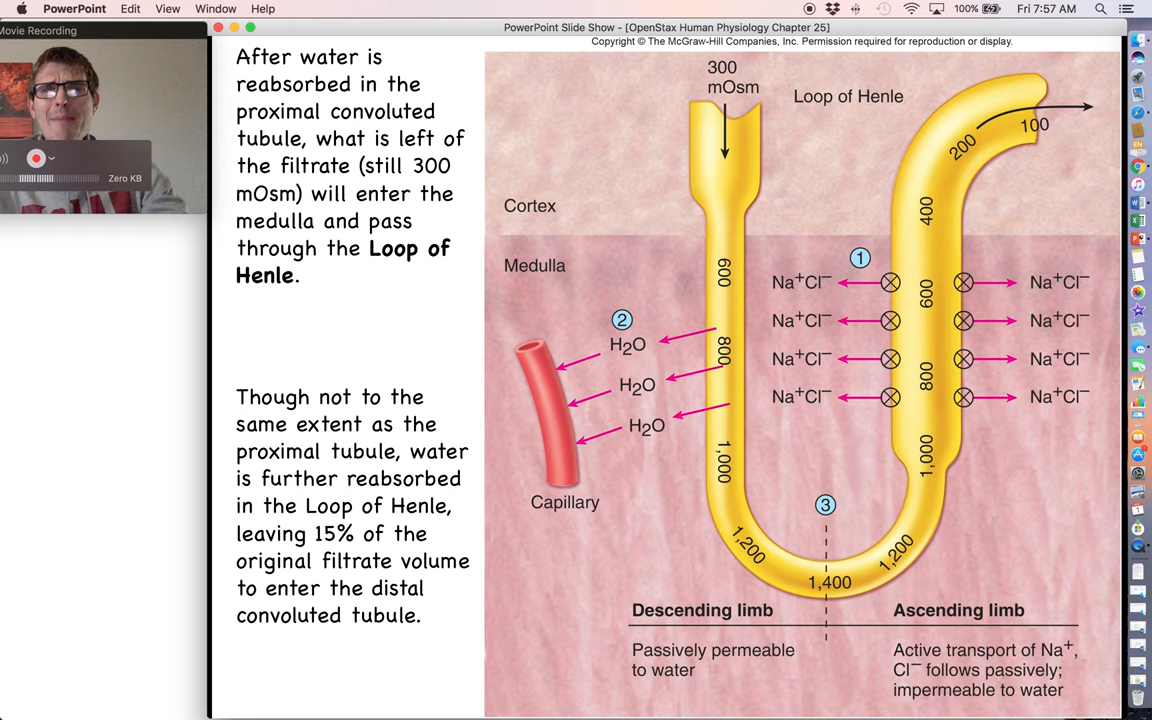 PowerPoint Edit View Window Help
100% Fri 7:57 AM
Movie Recording
PowerPoint Slide Show - [OpenStax Human Physiology Chapter 25]
Copyright © The McGraw-Hill Companies, Inc. Permission required for reproduction or display.
Zero KB
After water is
reabsorbed in the
proximal convoluted
tubule, what is left of
the filtrate (still 300
mOsm) will enter the
medulla and pass
through the Loop of
Henle.
Though not to the
same extent as the
proximal tubule, water
is further reabsorbed
in the Loop of Henle,
leaving 15% of the
original filtrate volume
to enter the distal
convoluted tubule.
300
mOsm
Loop of Henle
100
200
Cortex
400
Medulla
1
600
Na⁺Cl⁻
600
Na⁺Cl⁻
2
Na⁺Cl⁻
Na⁺Cl⁻
H₂O
800
Na⁺Cl⁻
Na⁺Cl⁻
H₂O
800
Na⁺Cl⁻
Na⁺Cl⁻
H₂O
1,000
1,000
Capillary
3
1,200
1,200
1,400
Descending limb
Ascending limb
Passively permeable
to water
Active transport of Na⁺,
Cl⁻ follows passively;
impermeable to water